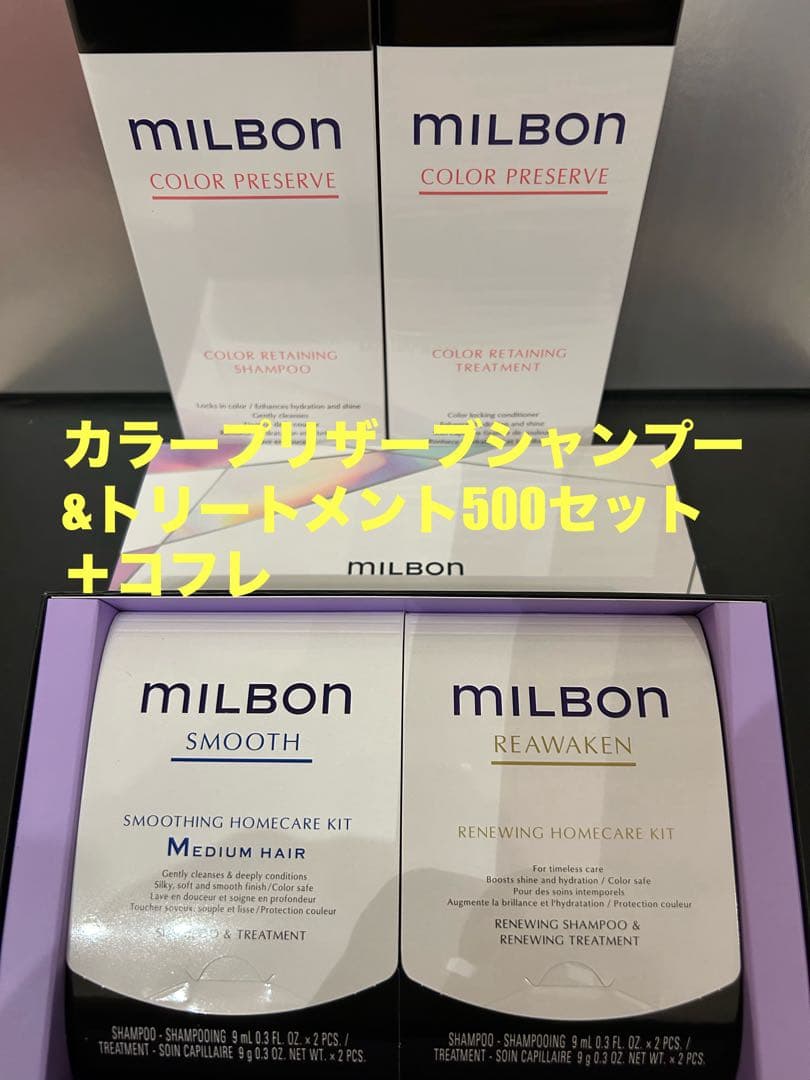 MILBON
COLOR PRESERVE
COLOR RETAINING
SHAMPOO
Locks in color / Enhances hydration and shine
Gently cleanses
MILBON
COLOR PRESERVE
COLOR RETAINING
TREATMENT
Color locking conditioner
カラープリザーブシャンプー
&トリートメント500セット
＋コフレ
MILBON
MILBON
SMOOTH
SMOOTHING HOMECARE KIT
MEDIUM HAIR
Gently cleanses & deeply conditions
Silky, soft and smooth finish/Color safe
Lave en douceur et soigne en profondeur
Toucher soyeux, souple et lisse/Protection couleur
& TREATMENT
SHAMPOO - SHAMPOOING 9 mL 0.3 FL. OZ. × 2 PCS. /
TREATMENT - SOIN CAPILLAIRE 9 g 0.3 OZ. NET WT. × 2 PCS.
MILBON
REAWAKEN
RENEWING HOMECARE KIT
For timeless care
Boosts shine and hydration / Color safe
Pour des soins intemporels
Augmente la brillance et l'hydratation / Protection couleur
RENEWING SHAMPOO &
RENEWING TREATMENT
SHAMPOO - SHAMPOOING 9 mL 0.3 FL. OZ. × 2 PCS. /
TREATMENT - SOIN CAPILLAIRE 9 g 0.3 OZ. NET WT. × 2 PCS.